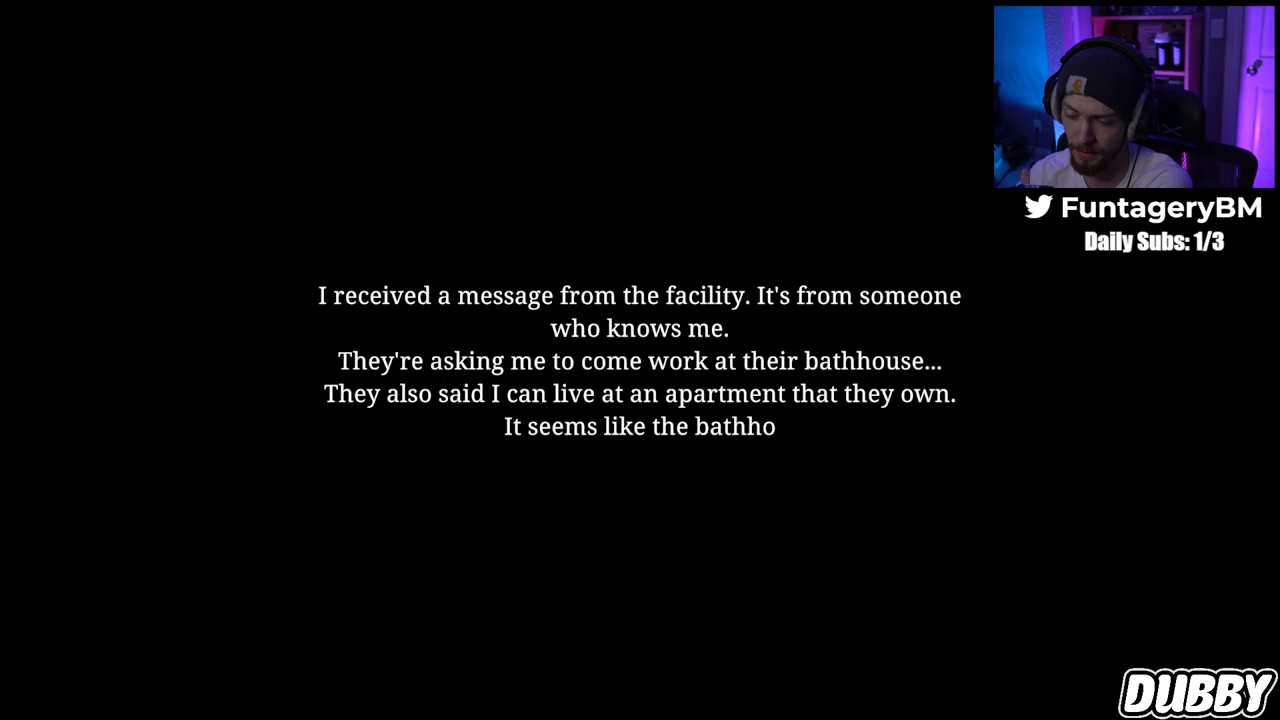 FuntageryBM
Daily Subs: 1/3
I received a message from the facility. It's from someone
who knows me.
They're asking me to come work at their bathhouse...
They also said I can live at an apartment that they own.
It seems like the bathho
DUBBY